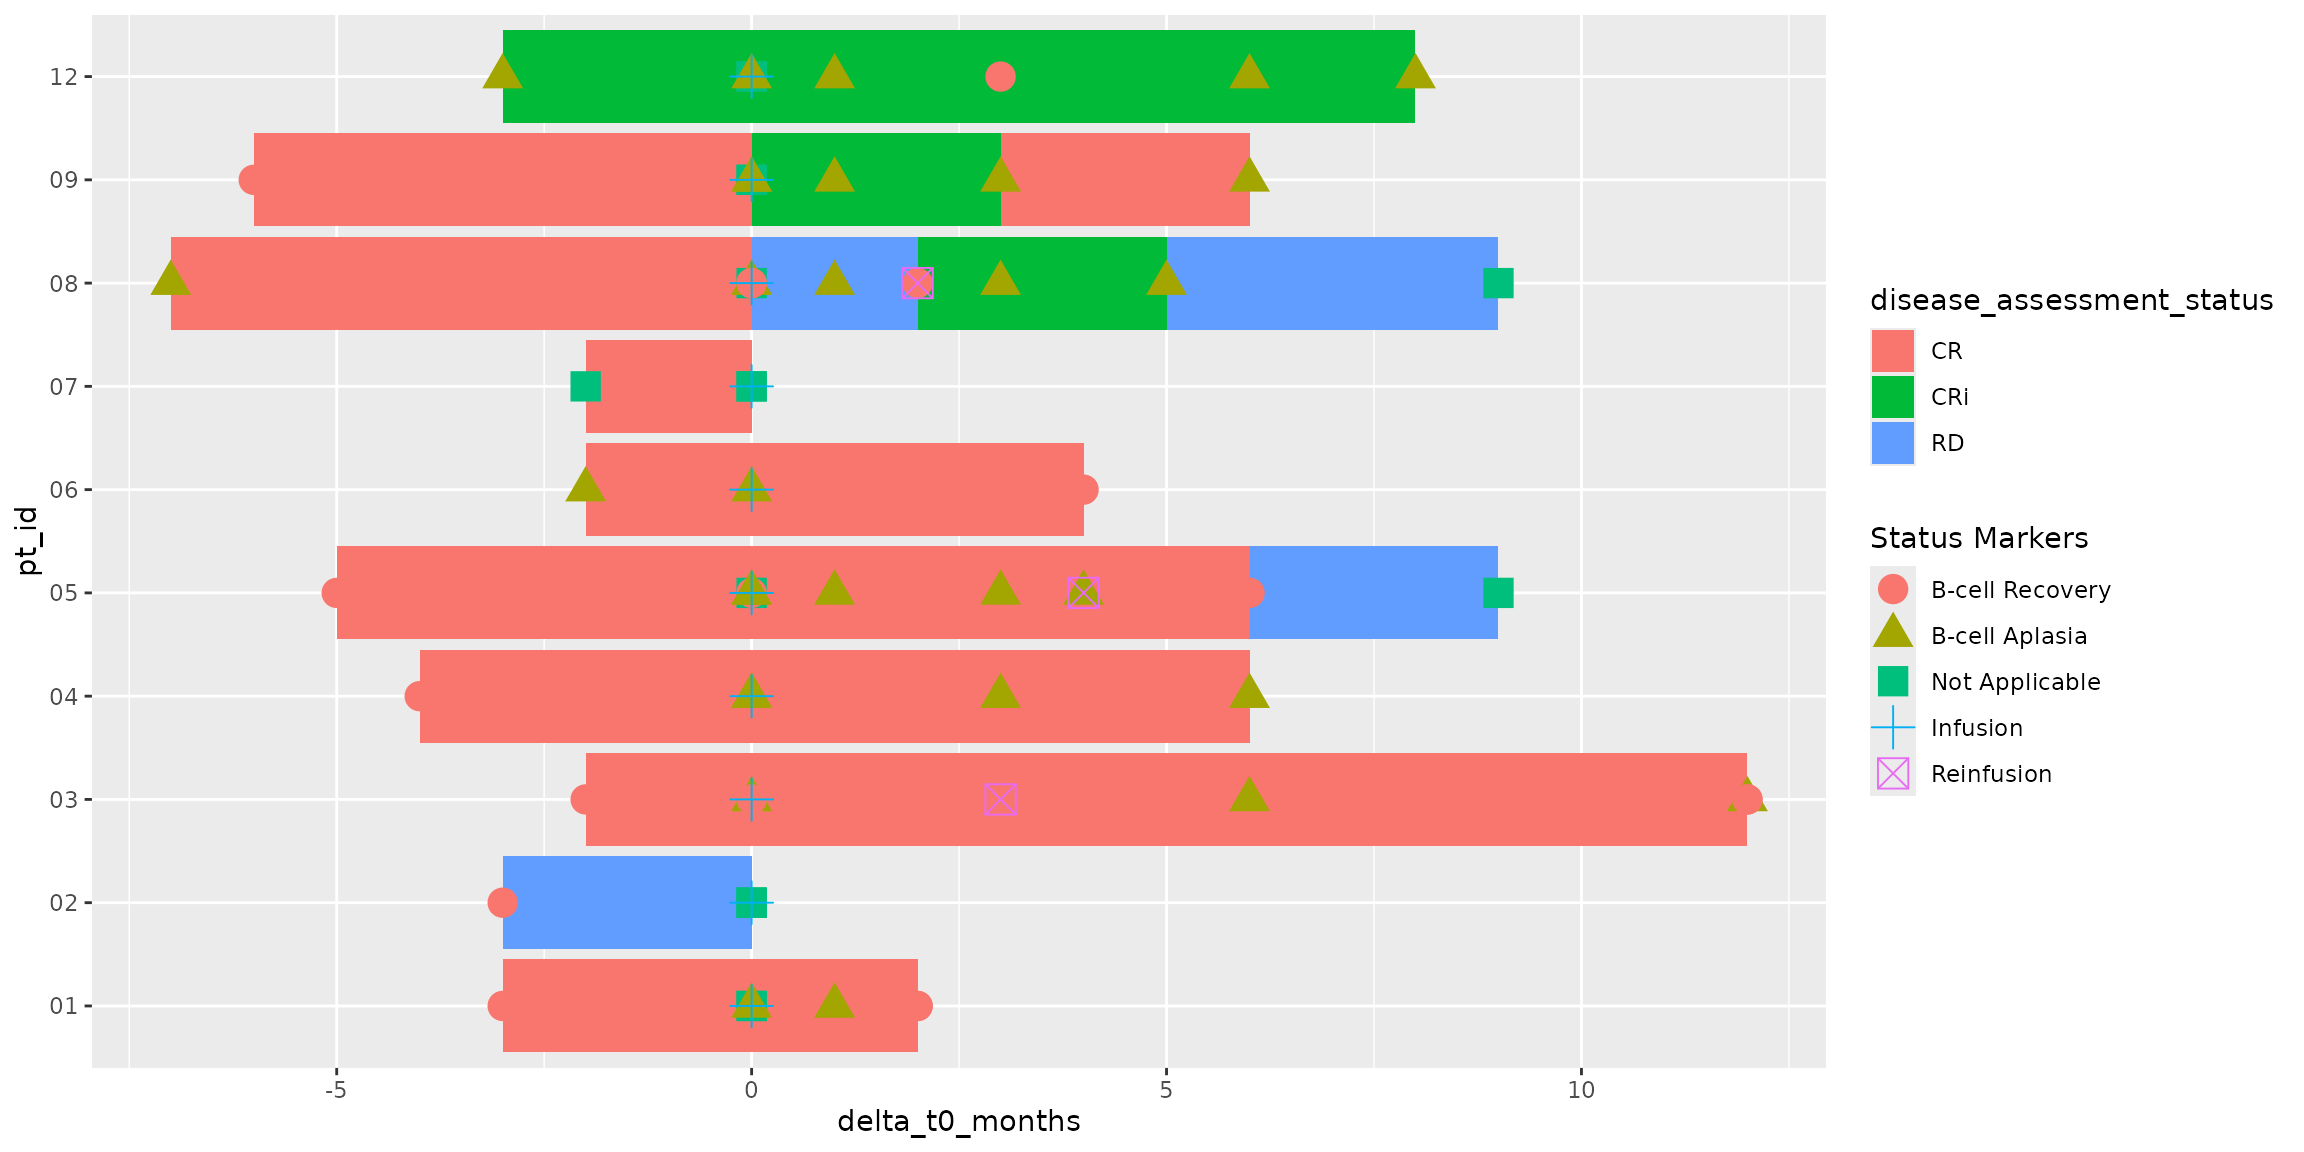 12
09
08
07
06
05
04
03
02
01
pt_id
-5
0
5
10
delta_t0_months
disease_assessment_status
CR
CRi
RD
Status Markers
B-cell Recovery
B-cell Aplasia
Not Applicable
Infusion
Reinfusion